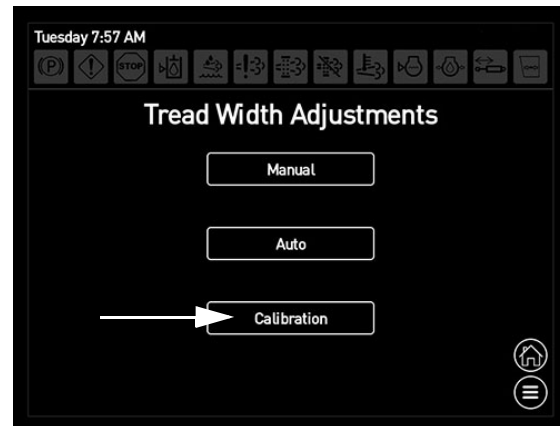 Tuesday 7:57 AM
(P) STOP
Tread Width Adjustments
Manual
Auto
Calibration